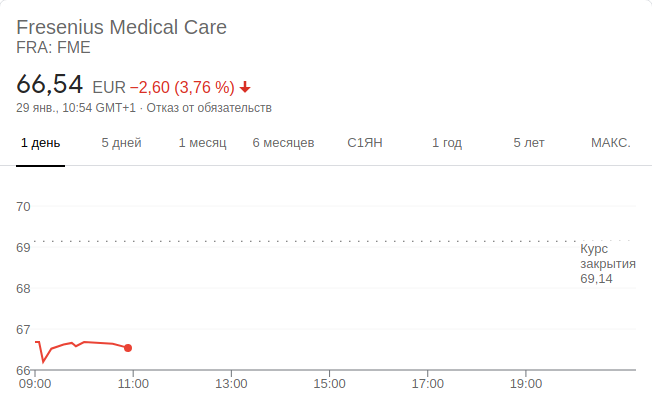 Fresenius Medical Care
FRA: FME
66,54 EUR −2,60 (3,76 %)
29 янв., 10:54 GMT+1 · Отказ от обязательств
1 день 5 дней 1 месяц 6 месяцев С1ЯН 1 год 5 лет МАКС.
70
69
Курс
закрытия
69,14
68
67
66
09:00 11:00 13:00 15:00 17:00 19:00